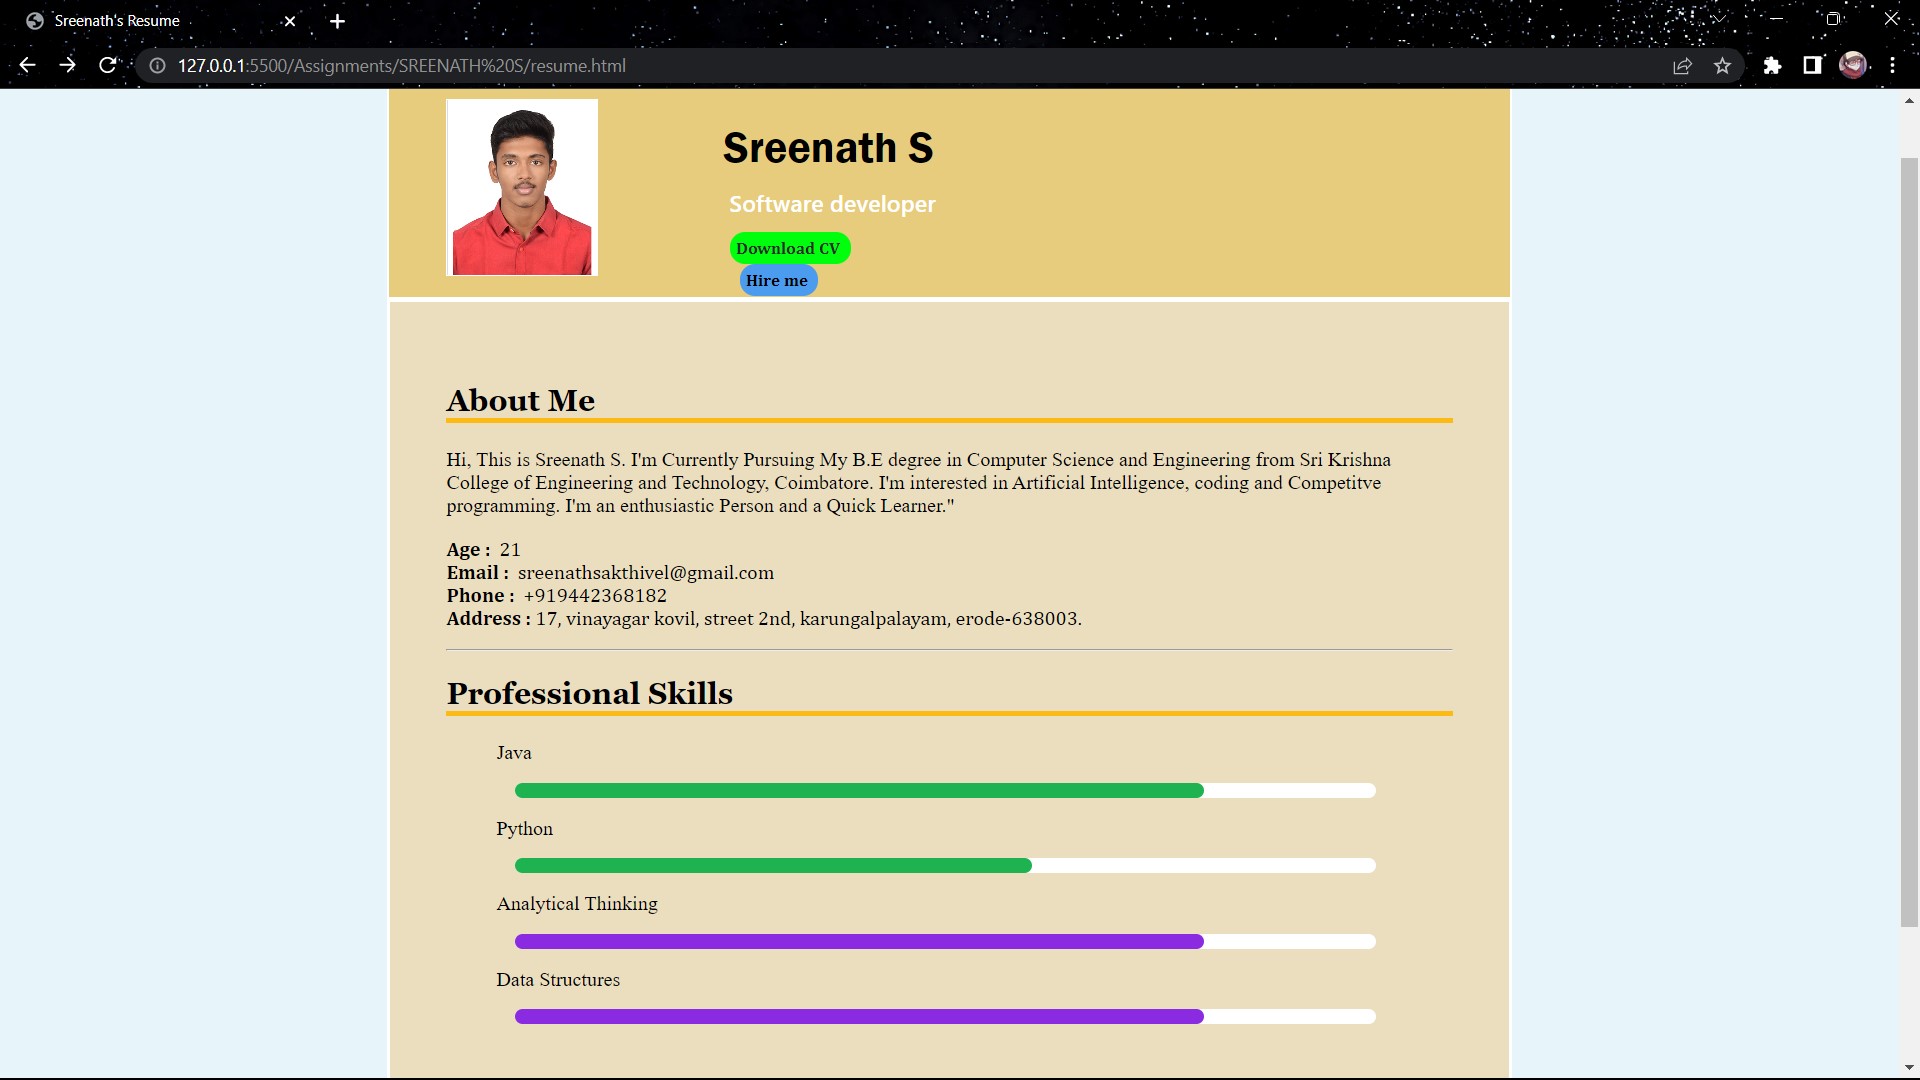 Sreenath's Resume
127.0.0.1:5500/Assignments/SREENATH%20S/resume.html
Sreenath S
Software developer
Download CV
Hire me
About Me
Hi, This is Sreenath S. I'm Currently Pursuing My B.E degree in Computer Science and Engineering from Sri Krishna
College of Engineering and Technology, Coimbatore. I'm interested in Artificial Intelligence, coding and Competitve
programming. I'm an enthusiastic Person and a Quick Learner."
Age : 21
Email : sreenathsakthivel@gmail.com
Phone : +919442368182
Address : 17, vinayagar kovil, street 2nd, karungalpalayam, erode-638003.
Professional Skills
Java
Python
Analytical Thinking
Data Structures